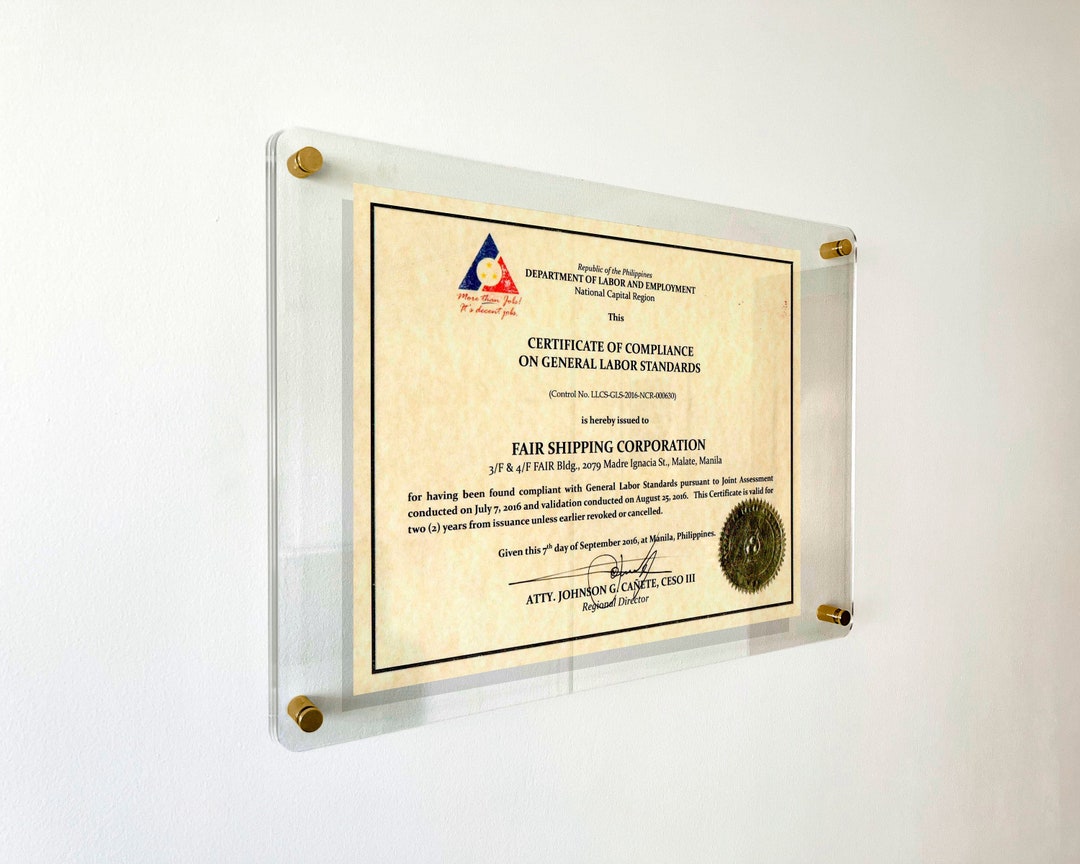 More than Jobs!
It's decent jobs.
Republic of the Philippines
DEPARTMENT OF LABOR AND EMPLOYMENT
National Capital Region
This
CERTIFICATE OF COMPLIANCE
ON GENERAL LABOR STANDARDS
(Control No. LLCS-GLS-2016-NCR-000630)
is hereby issued to
FAIR SHIPPING CORPORATION
3/F & 4/F FAIR Bldg., 2079 Madre Ignacia St., Malate, Manila
for having been found compliant with General Labor Standards pursuant to Joint Assessment
conducted on July 7, 2016 and validation conducted on August 25, 2016. This Certificate is valid for
two (2) years from issuance unless earlier revoked or cancelled.
Given this 7th day of September 2016, at Manila, Philippines.
ATTY. JOHNSON G. CAÑETE, CESO III
Regional Director